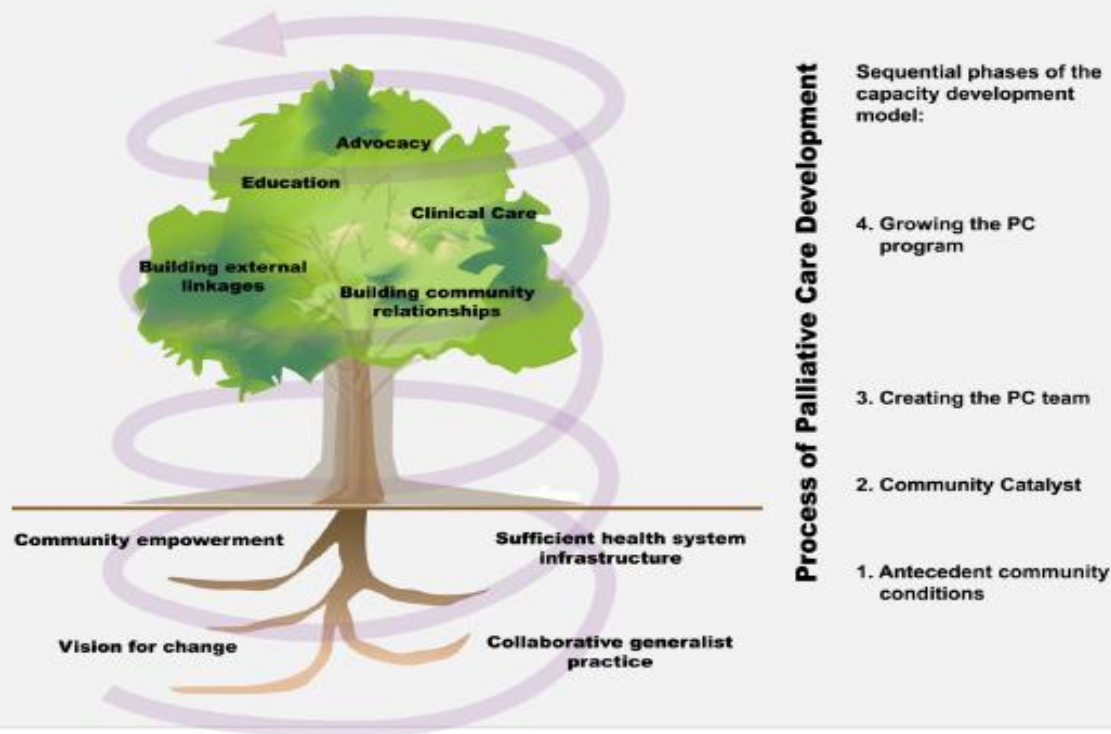 Advocacy
Education
Clinical Care
Building external
linkages
Building community
relationships
Community empowerment
Sufficient health system
infrastructure
Vision for change
Collaborative generalist
practice
Process of Palliative Care Development
Sequential phases of the
capacity development
model:
4. Growing the PC
program
3. Creating the PC team
2. Community Catalyst
1. Antecedent community
conditions